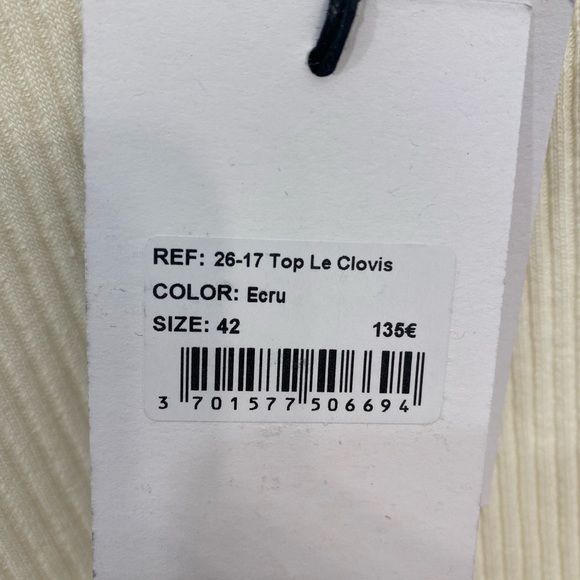 REF: 26-17 Top Le Clovis
COLOR: Ecru
SIZE: 42 135€
3 701577 506694